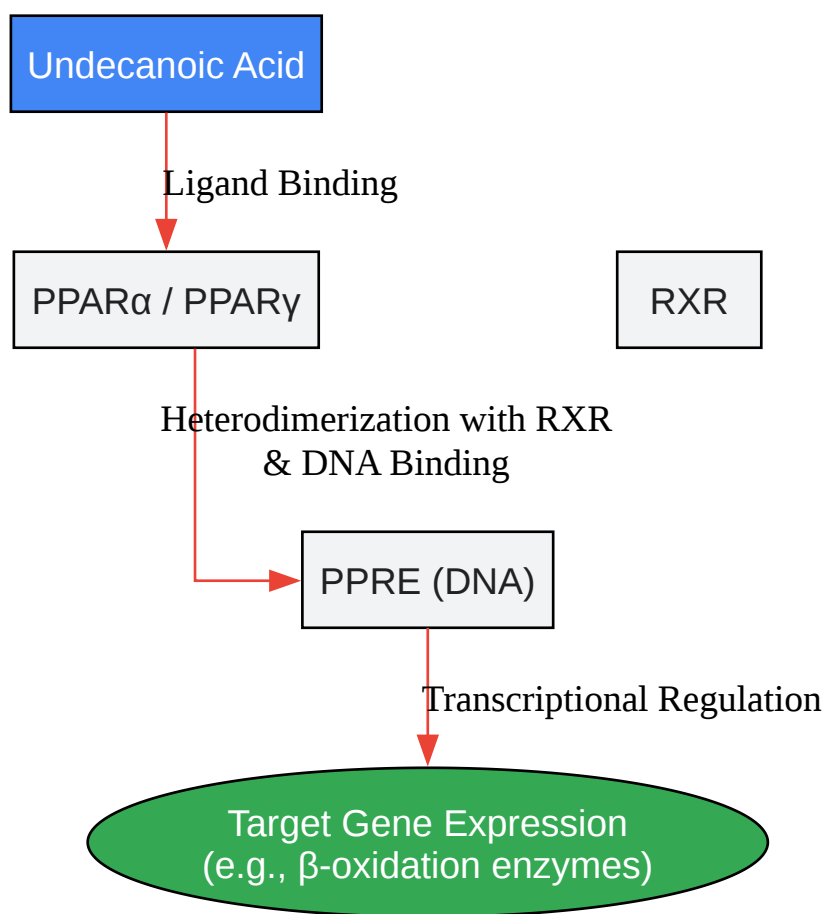 Undecanoic Acid
Ligand Binding
PPARα / PPARγ
RXR
Heterodimerization with RXR
& DNA Binding
PPRE (DNA)
Transcriptional Regulation
Target Gene Expression
(e.g., β-oxidation enzymes)